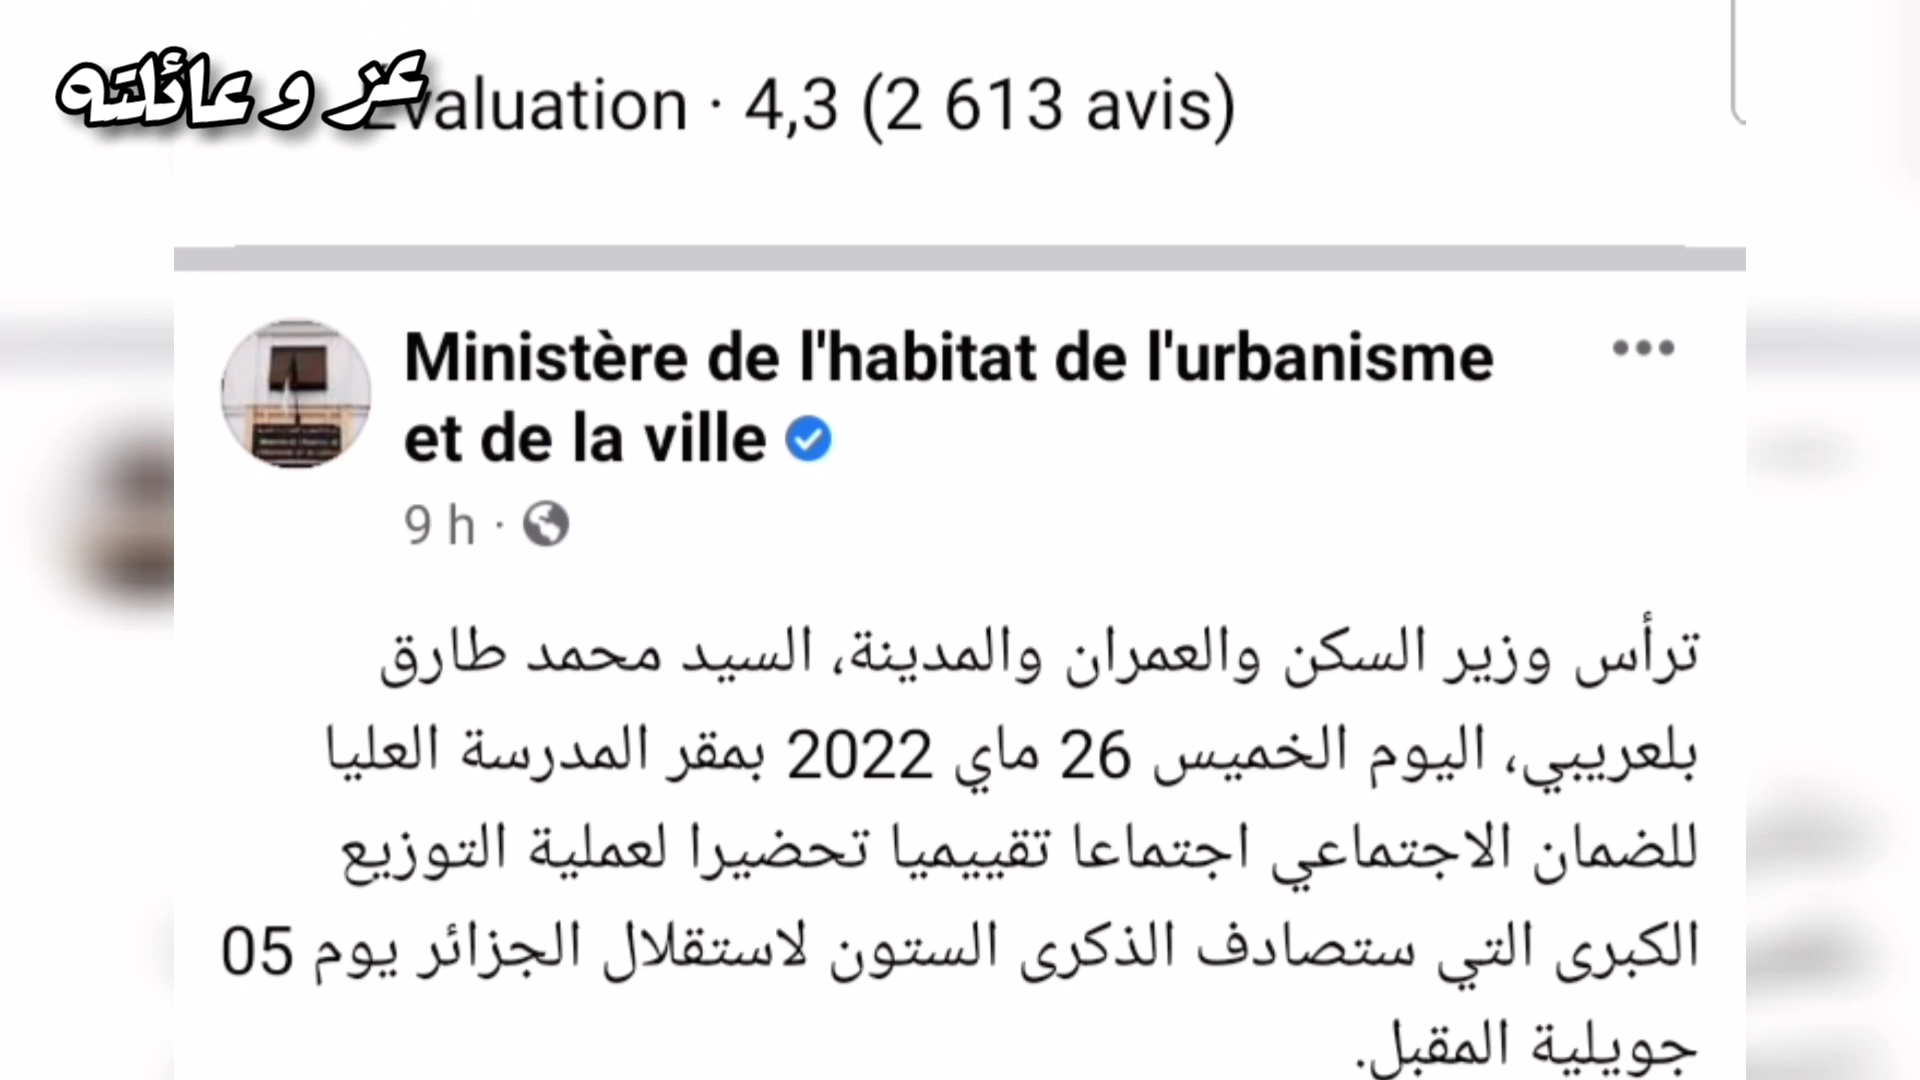 عز و عائلته
Évaluation · 4,3 (2 613 avis)
Ministère de l'habitat de l'urbanisme
et de la ville
9 h ·
ترأس وزير السكن والعمران والمدينة، السيد محمد طارق
بلعريبي، اليوم الخميس 26 ماي 2022 بمقر المدرسة العليا
للضمان الاجتماعي اجتماعا تقييميا تحضيرا لعملية التوزيع
الكبرى التي ستصادف الذكرى الستون لاستقلال الجزائر يوم 05
جويلية المقبل.